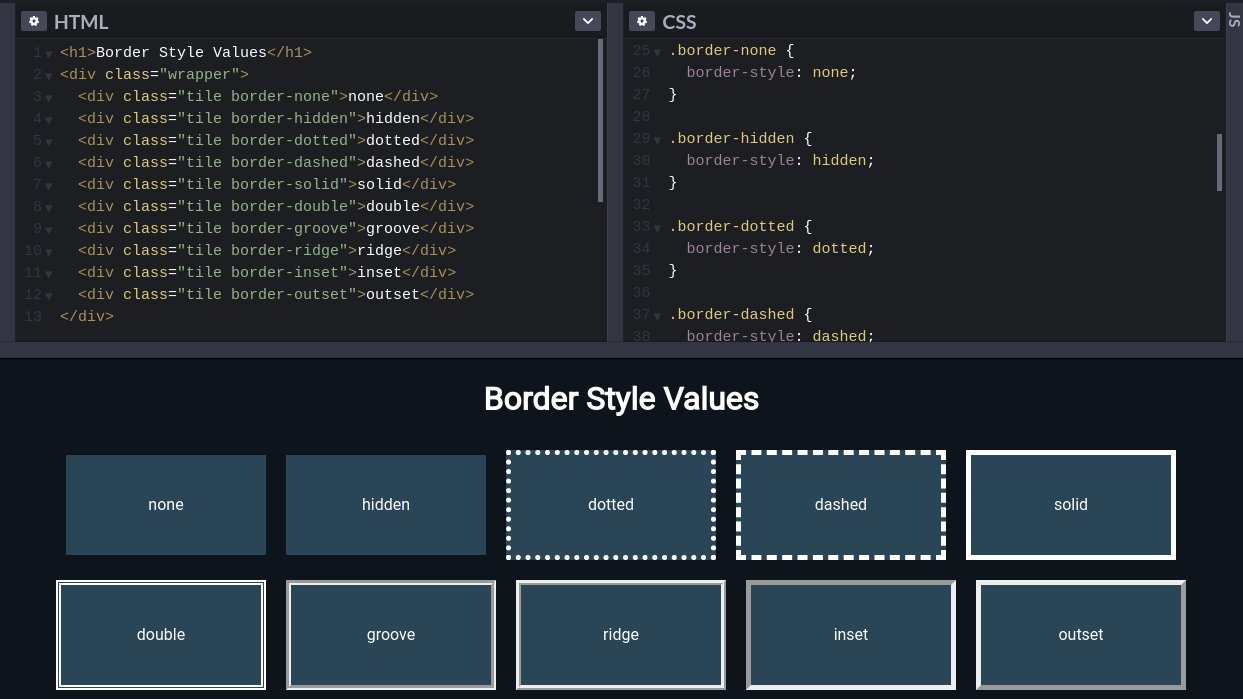 HTML
1 <h1>Border Style Values</h1>
2 <div class="wrapper">
3 <div class="tile border-none">none</div>
4 <div class="tile border-hidden">hidden</div>
5 <div class="tile border-dotted">dotted</div>
6 <div class="tile border-dashed">dashed</div>
7 <div class="tile border-solid">solid</div>
8 <div class="tile border-double">double</div>
9 <div class="tile border-groove">groove</div>
10 <div class="tile border-ridge">ridge</div>
11 <div class="tile border-inset">inset</div>
12 <div class="tile border-outset">outset</div>
13 </div>
CSS
25 .border-none {
26 border-style: none;
27 }
28
29 .border-hidden {
30 border-style: hidden;
31 }
32
33 .border-dotted {
34 border-style: dotted;
35 }
36
37 .border-dashed {
38 border-style: dashed;
JS
Border Style Values
none hidden dotted dashed solid
double groove ridge inset outset